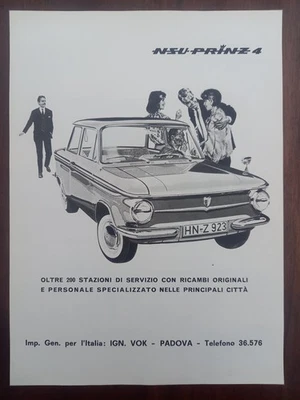 NSU-PRINZ 4
HN-Z 923
OLTRE 200 STAZIONI DI SERVIZIO CON RICAMBI ORIGINALI
E PERSONALE SPECIALIZZATO NELLE PRINCIPALI CITTÀ
Imp. Gen. per l'Italia: IGN. VOK - PADOVA - Telefono 36.576